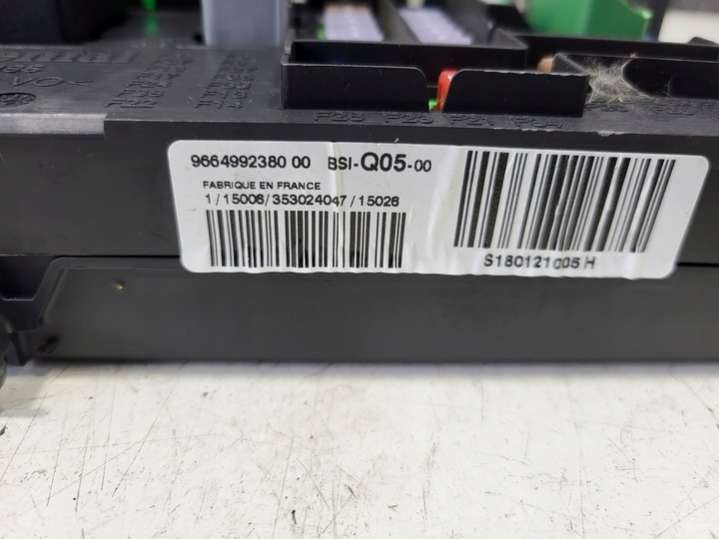 9664992380 00 BSI-Q05-00
FABRIQUE EN FRANCE
1/15006/353024047/15026
S180121005 H